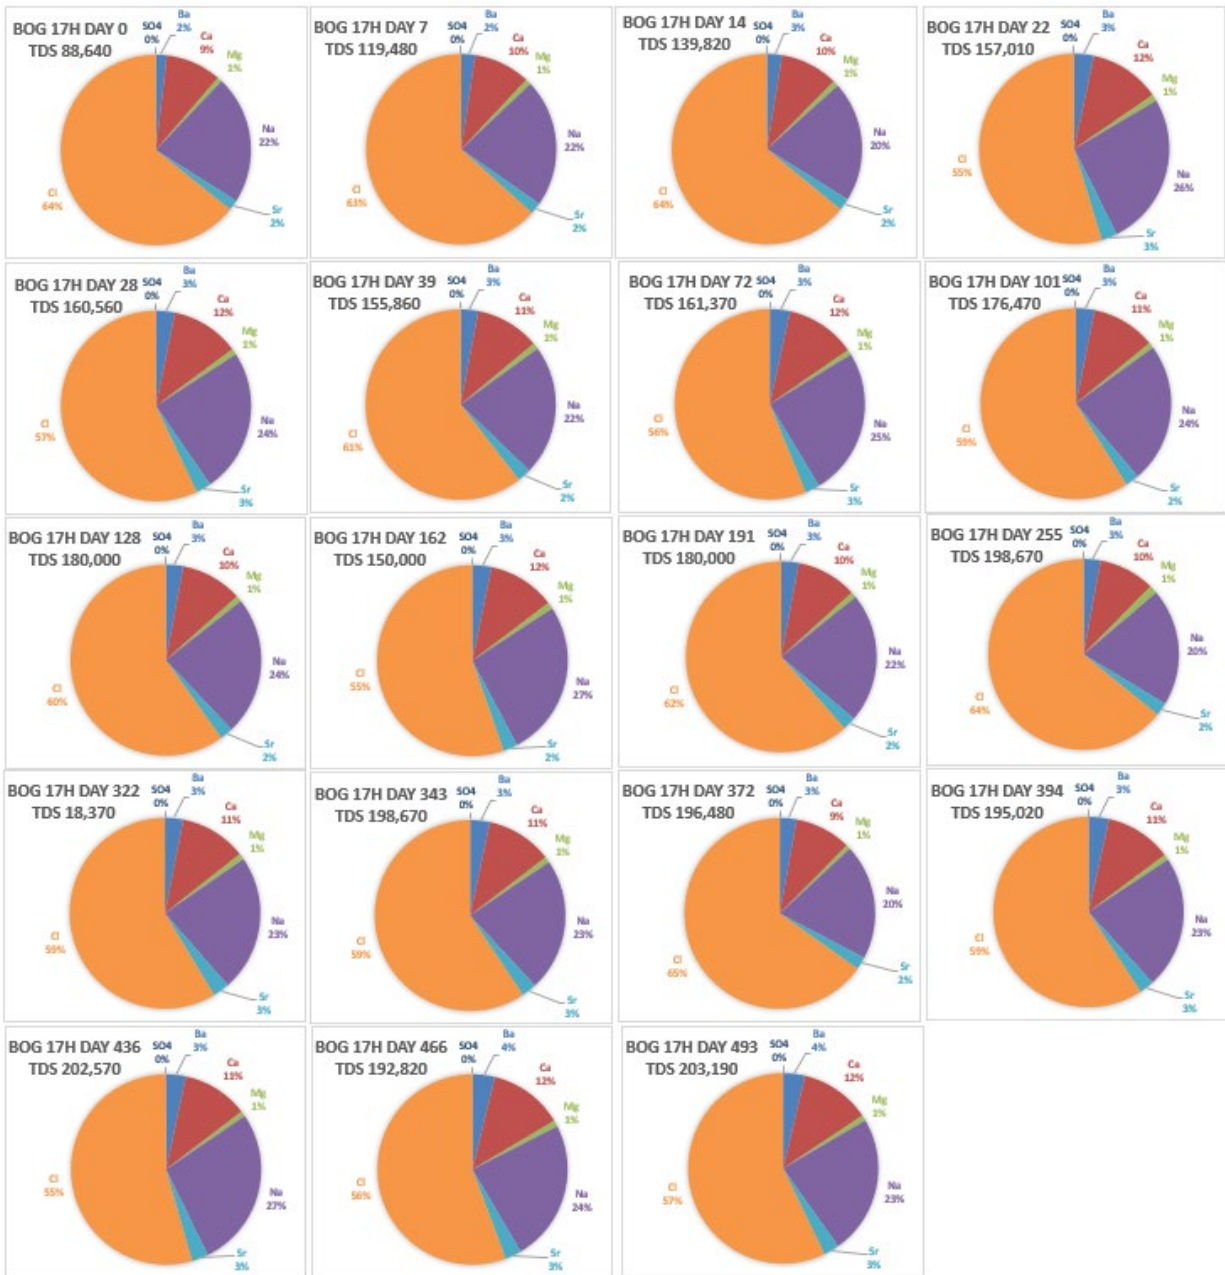 BOG 17H DAY 0
TDS 88,640
SO4
0%
Ba
2%
Ca
9%
Mg
1%
Na
22%
Sr
2%
Cl
64%
BOG 17H DAY 7
TDS 119,480
SO4
0%
Ba
2%
Ca
10%
Mg
1%
Na
22%
Sr
2%
Cl
63%
BOG 17H DAY 14
TDS 139,820
SO4
0%
Ba
3%
Ca
10%
Mg
1%
Na
20%
Sr
2%
Cl
64%
BOG 17H DAY 22
TDS 157,010
SO4
0%
Ba
3%
Ca
12%
Mg
1%
Na
26%
Sr
3%
Cl
55%
BOG 17H DAY 28
TDS 160,560
SO4
0%
Ba
3%
Ca
12%
Mg
1%
Na
24%
Sr
3%
Cl
57%
BOG 17H DAY 39
TDS 155,860
SO4
0%
Ba
3%
Ca
11%
Mg
1%
Na
22%
Sr
2%
Cl
61%
BOG 17H DAY 72
TDS 161,370
SO4
0%
Ba
3%
Ca
12%
Mg
1%
Na
25%
Sr
3%
Cl
56%
BOG 17H DAY 101
TDS 176,470
SO4
0%
Ba
3%
Ca
11%
Mg
1%
Na
24%
Sr
2%
Cl
59%
BOG 17H DAY 128
TDS 180,000
SO4
0%
Ba
3%
Ca
10%
Mg
1%
Na
24%
Sr
2%
Cl
60%
BOG 17H DAY 162
TDS 150,000
SO4
0%
Ba
3%
Ca
12%
Mg
1%
Na
27%
Sr
2%
Cl
55%
BOG 17H DAY 191
TDS 180,000
SO4
0%
Ba
3%
Ca
10%
Mg
1%
Na
22%
Sr
2%
Cl
62%
BOG 17H DAY 255
TDS 198,670
SO4
0%
Ba
3%
Ca
10%
Mg
1%
Na
20%
Sr
2%
Cl
64%
BOG 17H DAY 322
TDS 18,370
SO4
0%
Ba
3%
Ca
11%
Mg
1%
Na
23%
Sr
3%
Cl
59%
BOG 17H DAY 343
TDS 198,670
SO4
0%
Ba
3%
Ca
11%
Mg
1%
Na
23%
Sr
3%
Cl
59%
BOG 17H DAY 372
TDS 196,480
SO4
0%
Ba
3%
Ca
9%
Mg
1%
Na
20%
Sr
2%
Cl
65%
BOG 17H DAY 394
TDS 195,020
SO4
0%
Ba
3%
Ca
11%
Mg
1%
Na
23%
Sr
3%
Cl
59%
BOG 17H DAY 436
TDS 202,570
SO4
0%
Ba
3%
Ca
11%
Mg
1%
Na
27%
Sr
3%
Cl
55%
BOG 17H DAY 466
TDS 192,820
SO4
0%
Ba
4%
Ca
12%
Mg
1%
Na
24%
Sr
3%
Cl
56%
BOG 17H DAY 493
TDS 203,190
SO4
0%
Ba
4%
Ca
12%
Mg
1%
Na
23%
Sr
3%
Cl
57%